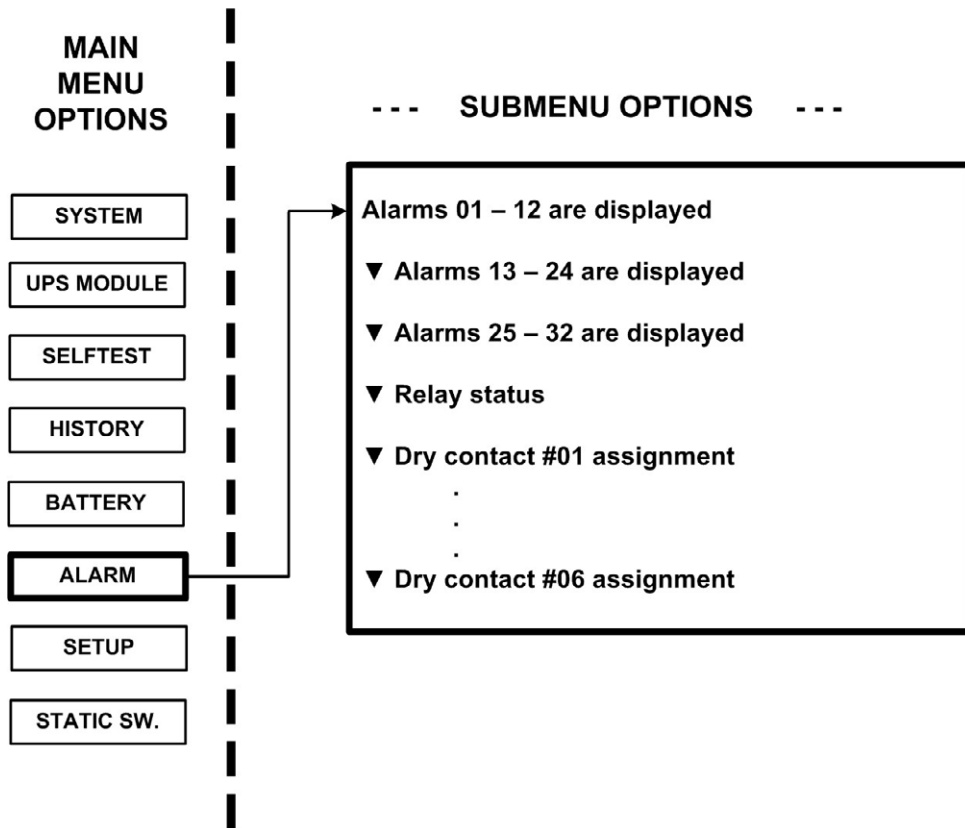 MAIN
MENU
OPTIONS
SYSTEM
UPS MODULE
SELFTEST
HISTORY
BATTERY
ALARM
SETUP
STATIC SW.
- - - SUBMENU OPTIONS - - -
Alarms 01 – 12 are displayed
▼ Alarms 13 – 24 are displayed
▼ Alarms 25 – 32 are displayed
▼ Relay status
▼ Dry contact #01 assignment
.
.
.
▼ Dry contact #06 assignment